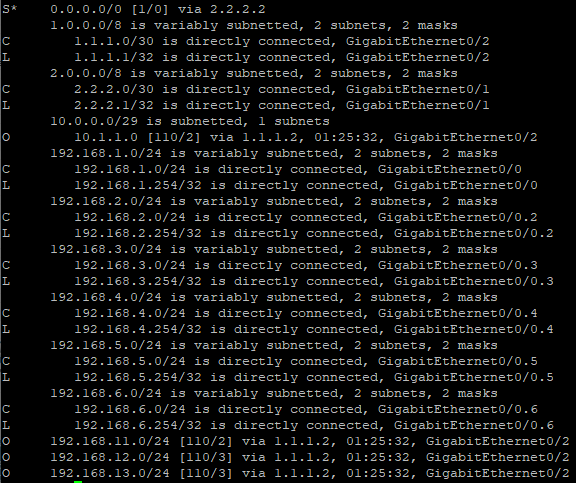 S*    0.0.0.0/0 [1/0] via 2.2.2.2
      1.0.0.0/8 is variably subnetted, 2 subnets, 2 masks
C        1.1.1.0/30 is directly connected, GigabitEthernet0/2
L        1.1.1.1/32 is directly connected, GigabitEthernet0/2
      2.0.0.0/8 is variably subnetted, 2 subnets, 2 masks
C        2.2.2.0/30 is directly connected, GigabitEthernet0/1
L        2.2.2.1/32 is directly connected, GigabitEthernet0/1
      10.0.0.0/29 is subnetted, 1 subnets
O        10.1.1.0 [110/2] via 1.1.1.2, 01:25:32, GigabitEthernet0/2
      192.168.1.0/24 is variably subnetted, 2 subnets, 2 masks
C        192.168.1.0/24 is directly connected, GigabitEthernet0/0
L        192.168.1.254/32 is directly connected, GigabitEthernet0/0
      192.168.2.0/24 is variably subnetted, 2 subnets, 2 masks
C        192.168.2.0/24 is directly connected, GigabitEthernet0/0.2
L        192.168.2.254/32 is directly connected, GigabitEthernet0/0.2
      192.168.3.0/24 is variably subnetted, 2 subnets, 2 masks
C        192.168.3.0/24 is directly connected, GigabitEthernet0/0.3
L        192.168.3.254/32 is directly connected, GigabitEthernet0/0.3
      192.168.4.0/24 is variably subnetted, 2 subnets, 2 masks
C        192.168.4.0/24 is directly connected, GigabitEthernet0/0.4
L        192.168.4.254/32 is directly connected, GigabitEthernet0/0.4
      192.168.5.0/24 is variably subnetted, 2 subnets, 2 masks
C        192.168.5.0/24 is directly connected, GigabitEthernet0/0.5
L        192.168.5.254/32 is directly connected, GigabitEthernet0/0.5
      192.168.6.0/24 is variably subnetted, 2 subnets, 2 masks
C        192.168.6.0/24 is directly connected, GigabitEthernet0/0.6
L        192.168.6.254/32 is directly connected, GigabitEthernet0/0.6
O     192.168.11.0/24 [110/2] via 1.1.1.2, 01:25:32, GigabitEthernet0/2
O     192.168.12.0/24 [110/3] via 1.1.1.2, 01:25:32, GigabitEthernet0/2
O     192.168.13.0/24 [110/3] via 1.1.1.2, 01:25:32, GigabitEthernet0/2